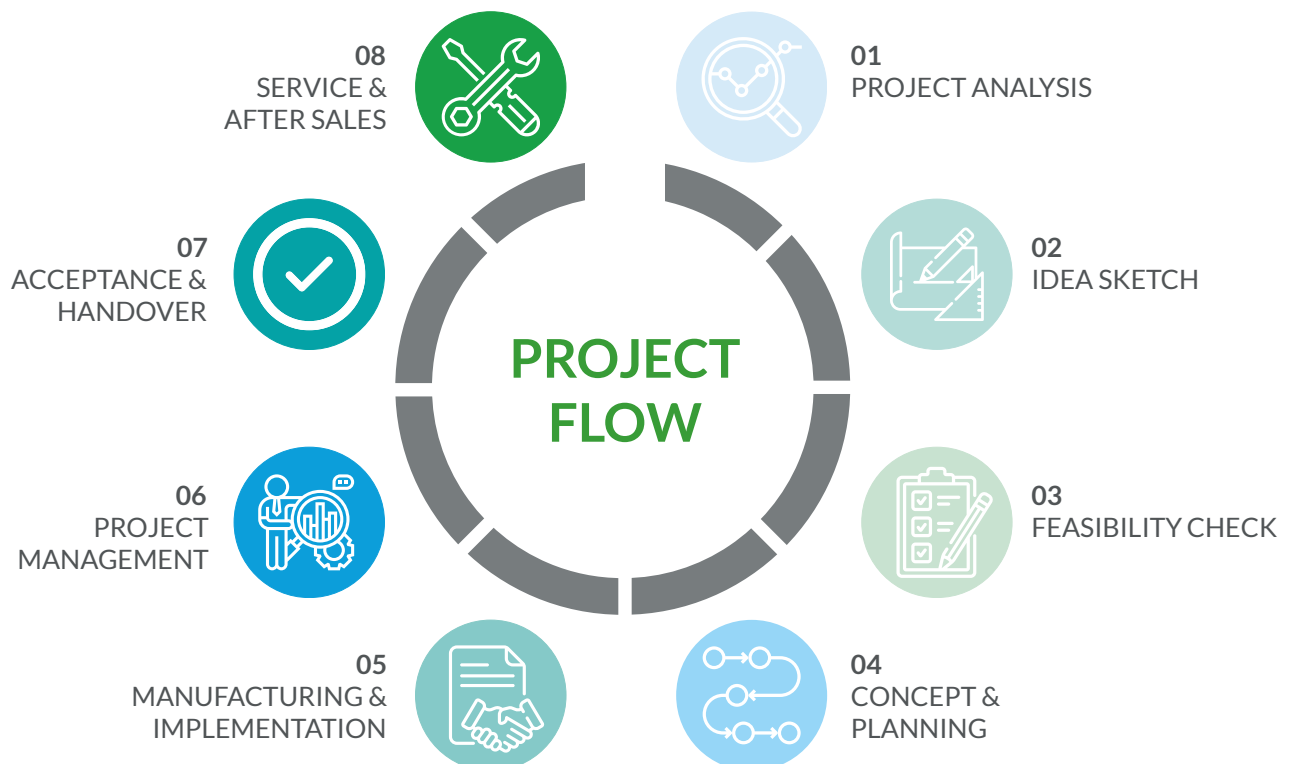 PROJECT
FLOW
01
PROJECT ANALYSIS
02
IDEA SKETCH
03
FEASIBILITY CHECK
04
CONCEPT &
PLANNING
05
MANUFACTURING &
IMPLEMENTATION
06
PROJECT
MANAGEMENT
07
ACCEPTANCE &
HANDOVER
08
SERVICE &
AFTER SALES